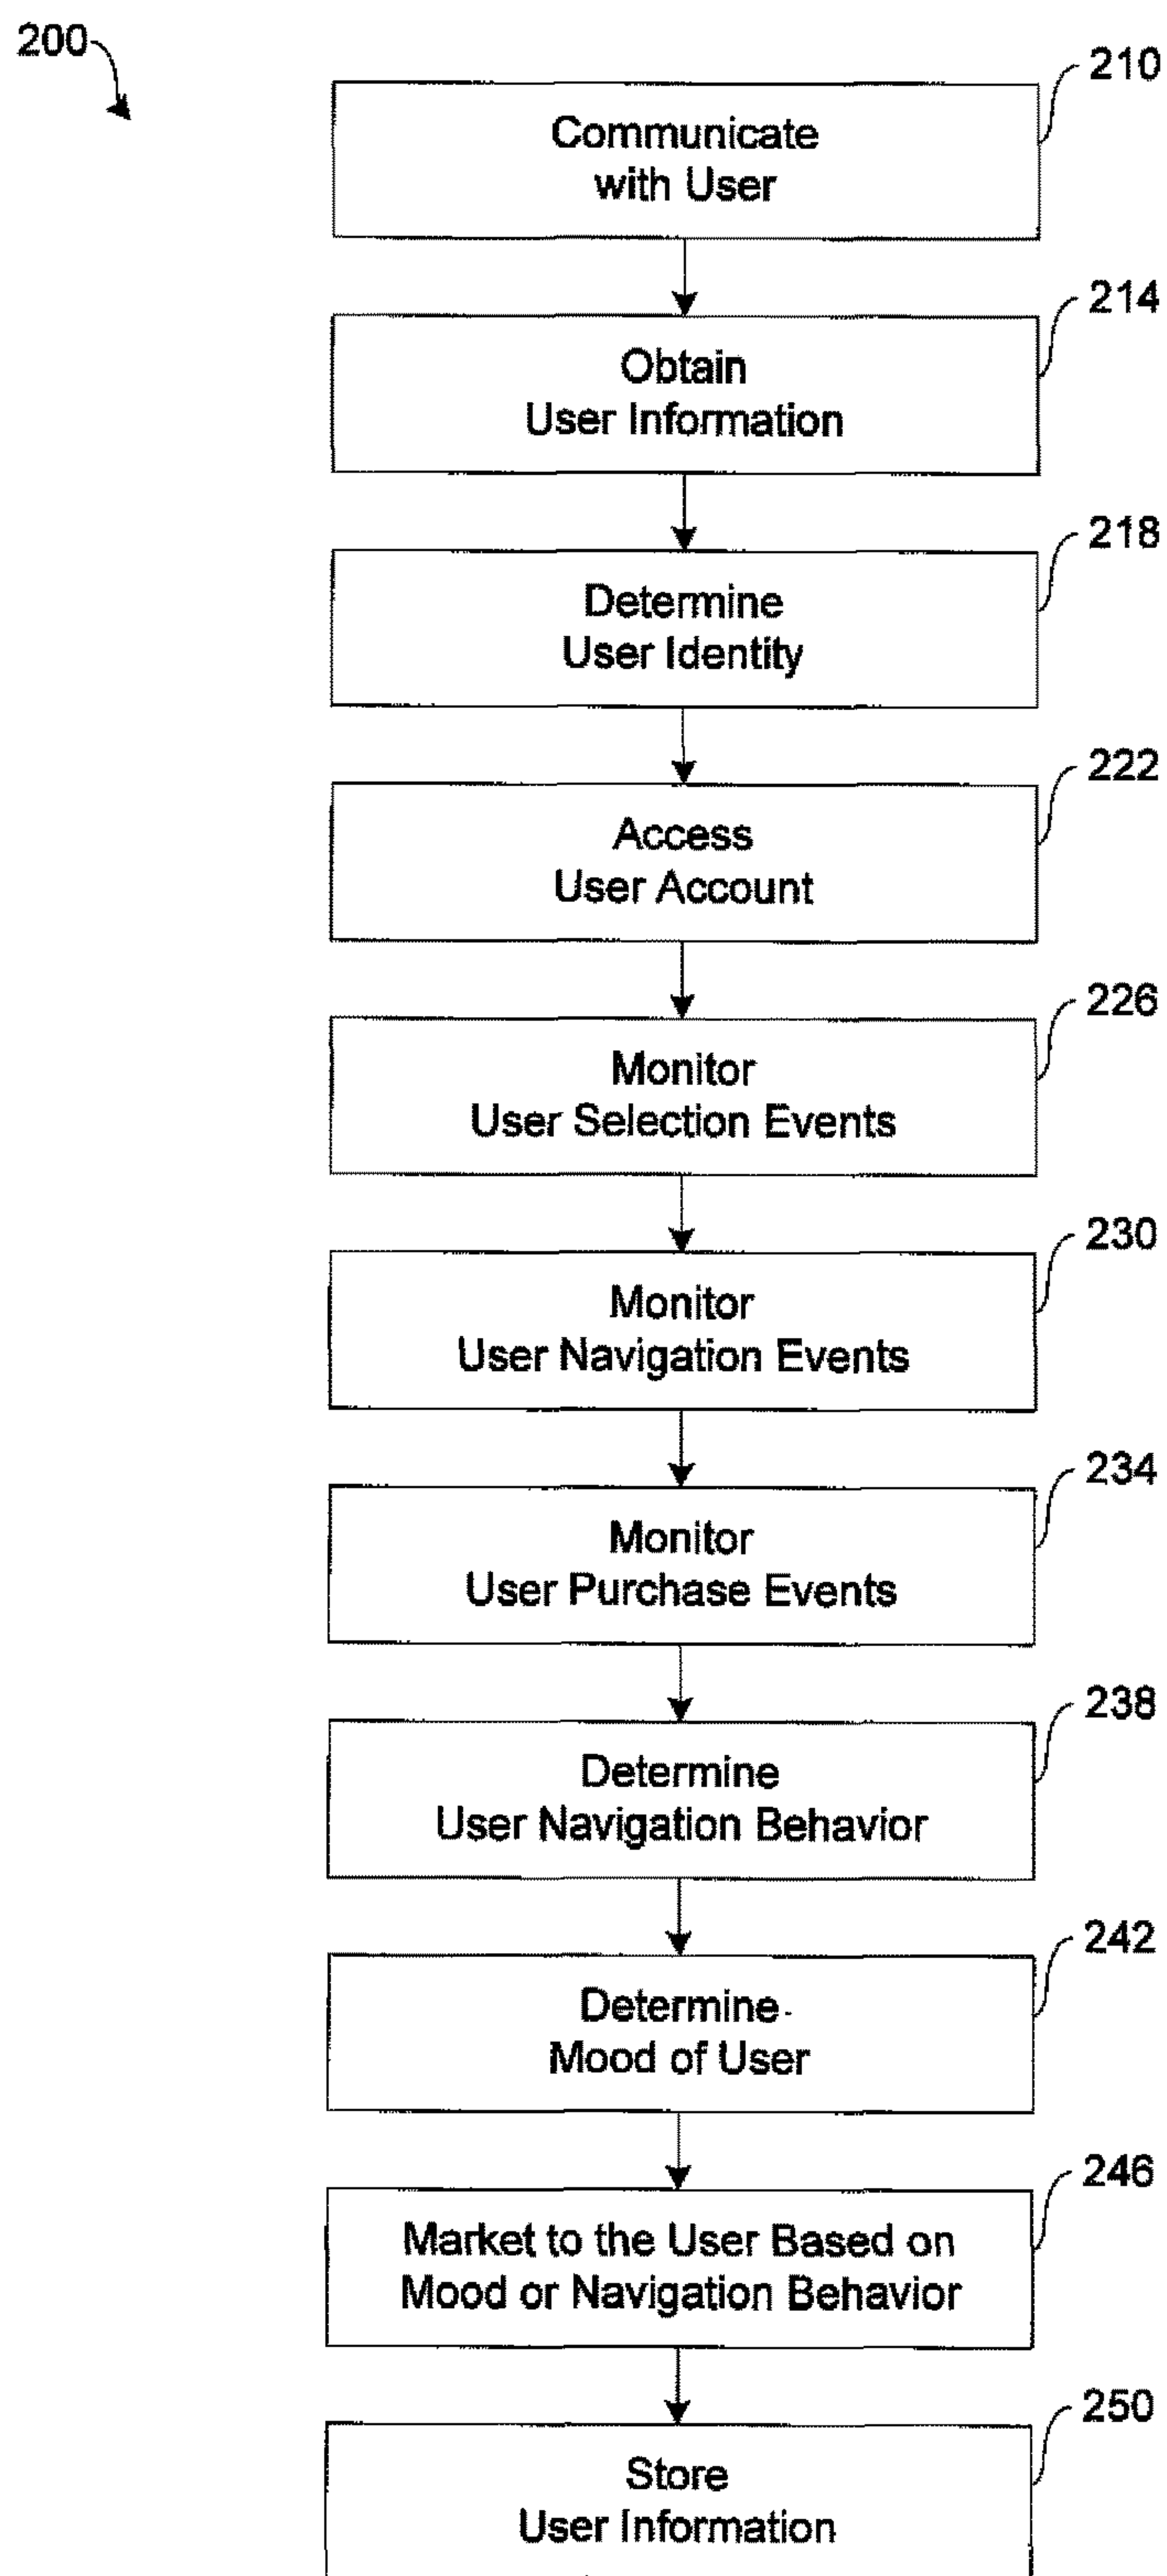 200
210
Communicate
with User
214
Obtain
User Information
218
Determine
User Identity
222
Access
User Account
226
Monitor
User Selection Events
230
Monitor
User Navigation Events
234
Monitor
User Purchase Events
238
Determine
User Navigation Behavior
242
Determine
Mood of User
246
Market to the User Based on
Mood or Navigation Behavior
250
Store
User Information